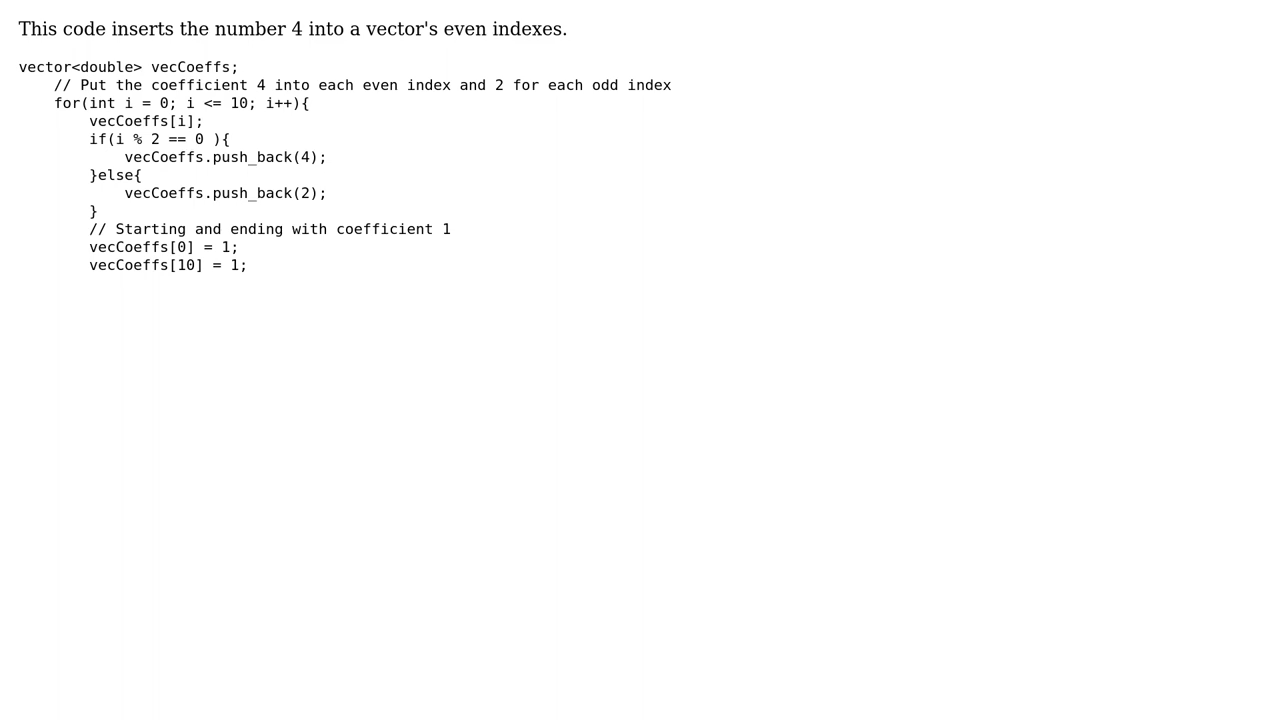 This code inserts the number 4 into a vector's even indexes.
vector<double> vecCoeffs;
    // Put the coefficient 4 into each even index and 2 for each odd index
    for(int i = 0; i <= 10; i++){
        vecCoeffs[i];
        if(i % 2 == 0 ){
            vecCoeffs.push_back(4);
        }else{
            vecCoeffs.push_back(2);
        }
        // Starting and ending with coefficient 1
        vecCoeffs[0] = 1;
        vecCoeffs[10] = 1;